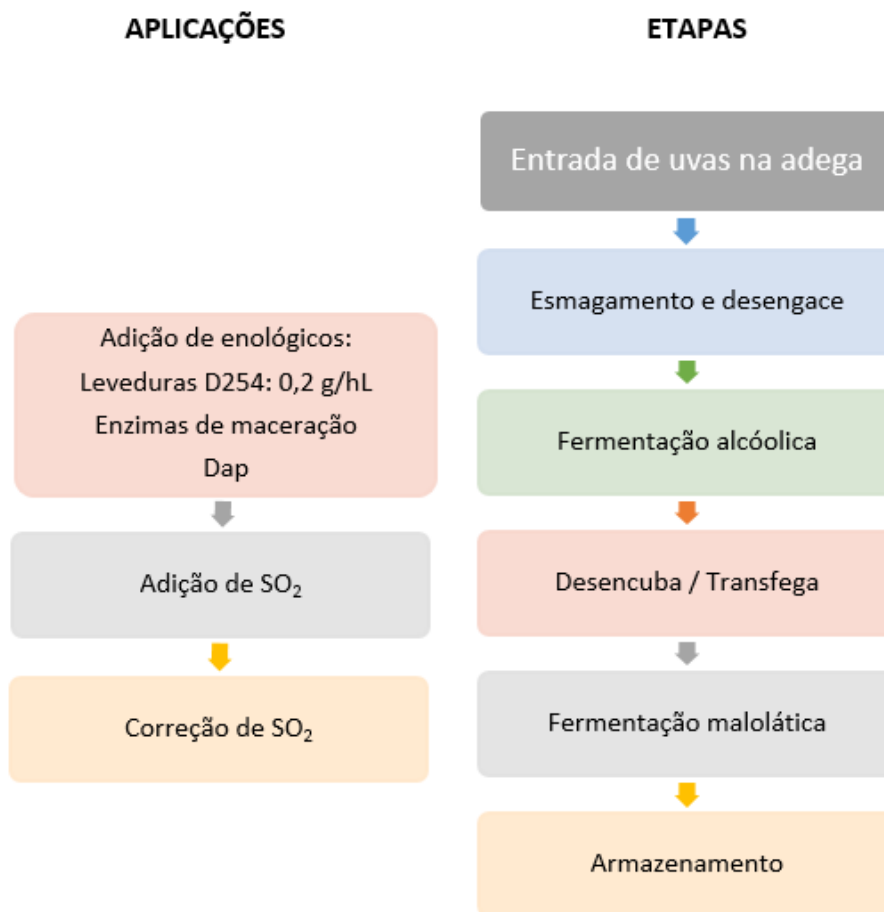 APLICAÇÕES
Adição de enológicos:
Leveduras D254: 0,2 g/hL
Enzimas de maceração
Dap
Adição de SO₂
Correção de SO₂
ETAPAS
Entrada de uvas na adega
Esmagamento e desengace
Fermentação alcóolica
Desencuba / Transfega
Fermentação malolática
Armazenamento